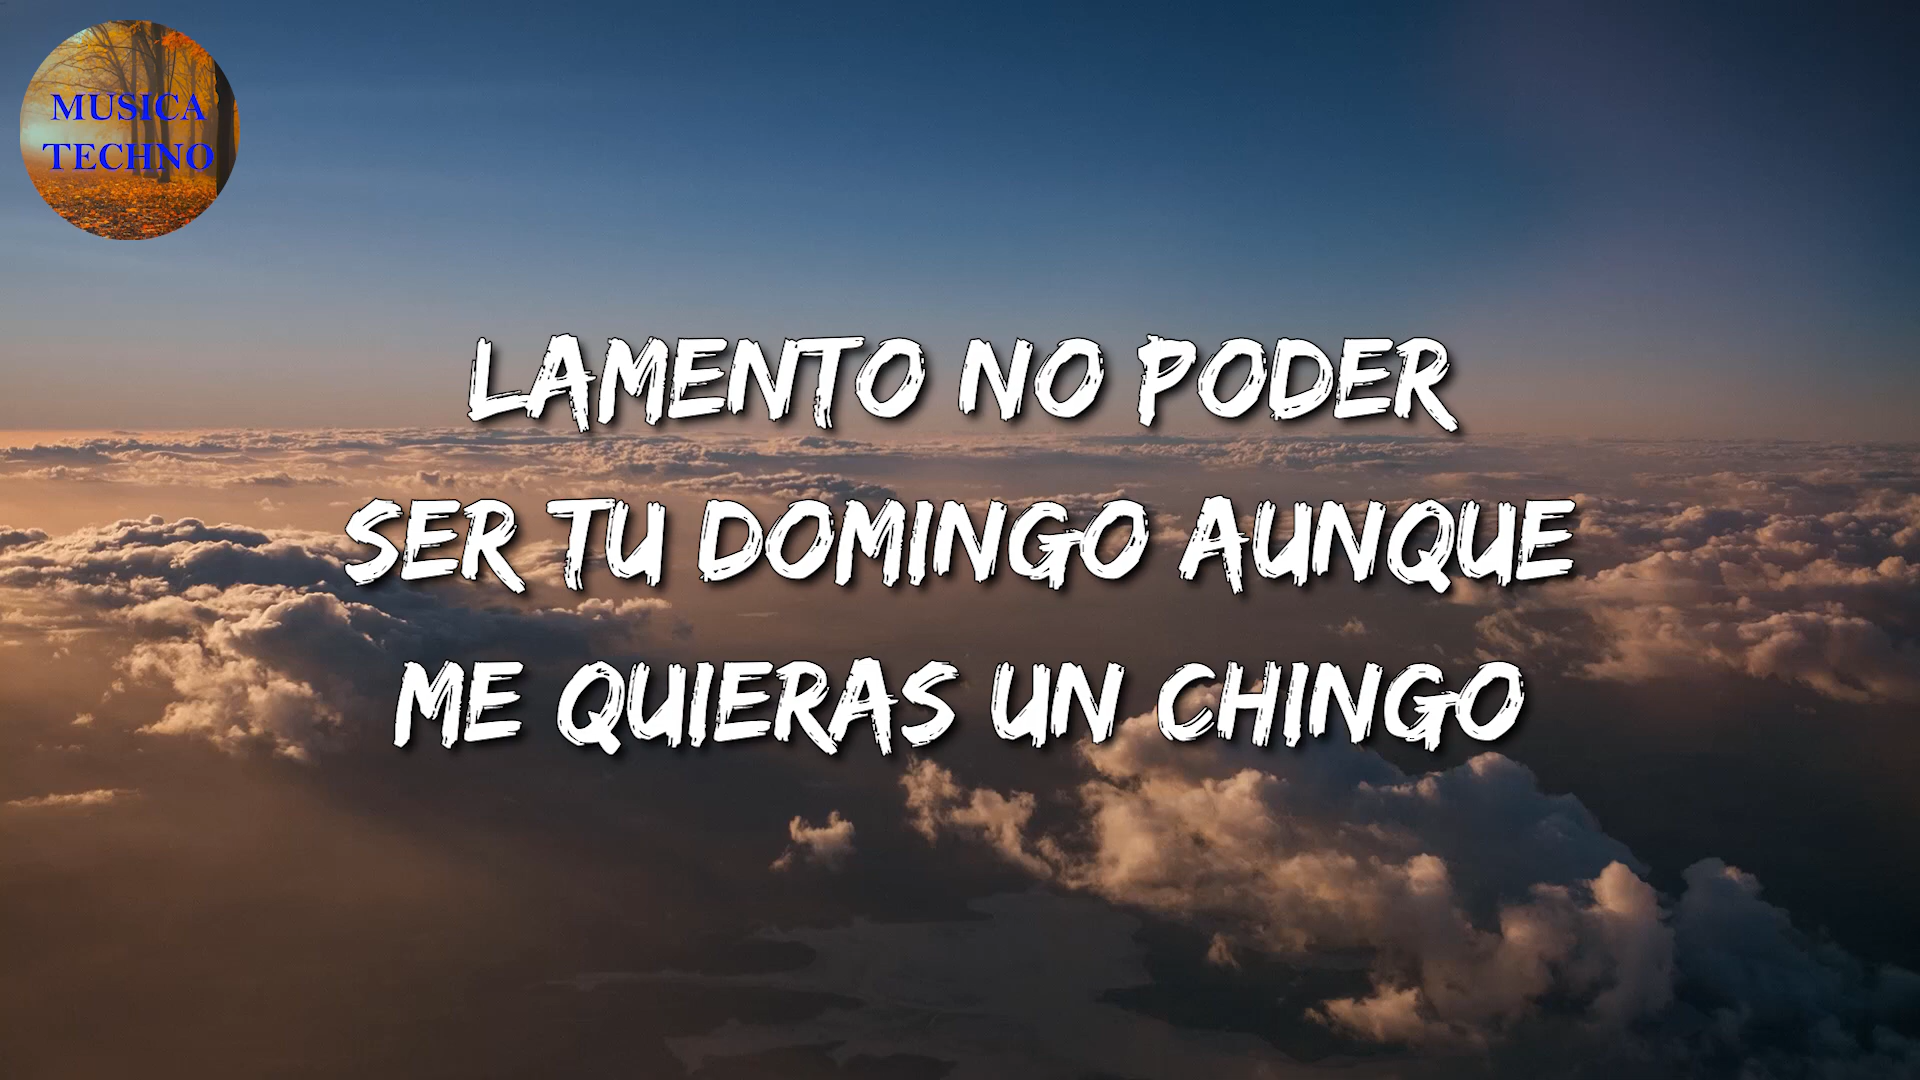 MUSICA
TECHNO
LAMENTO NO PODER
SER TU DOMINGO AUNQUE
ME QUIERAS UN CHINGO